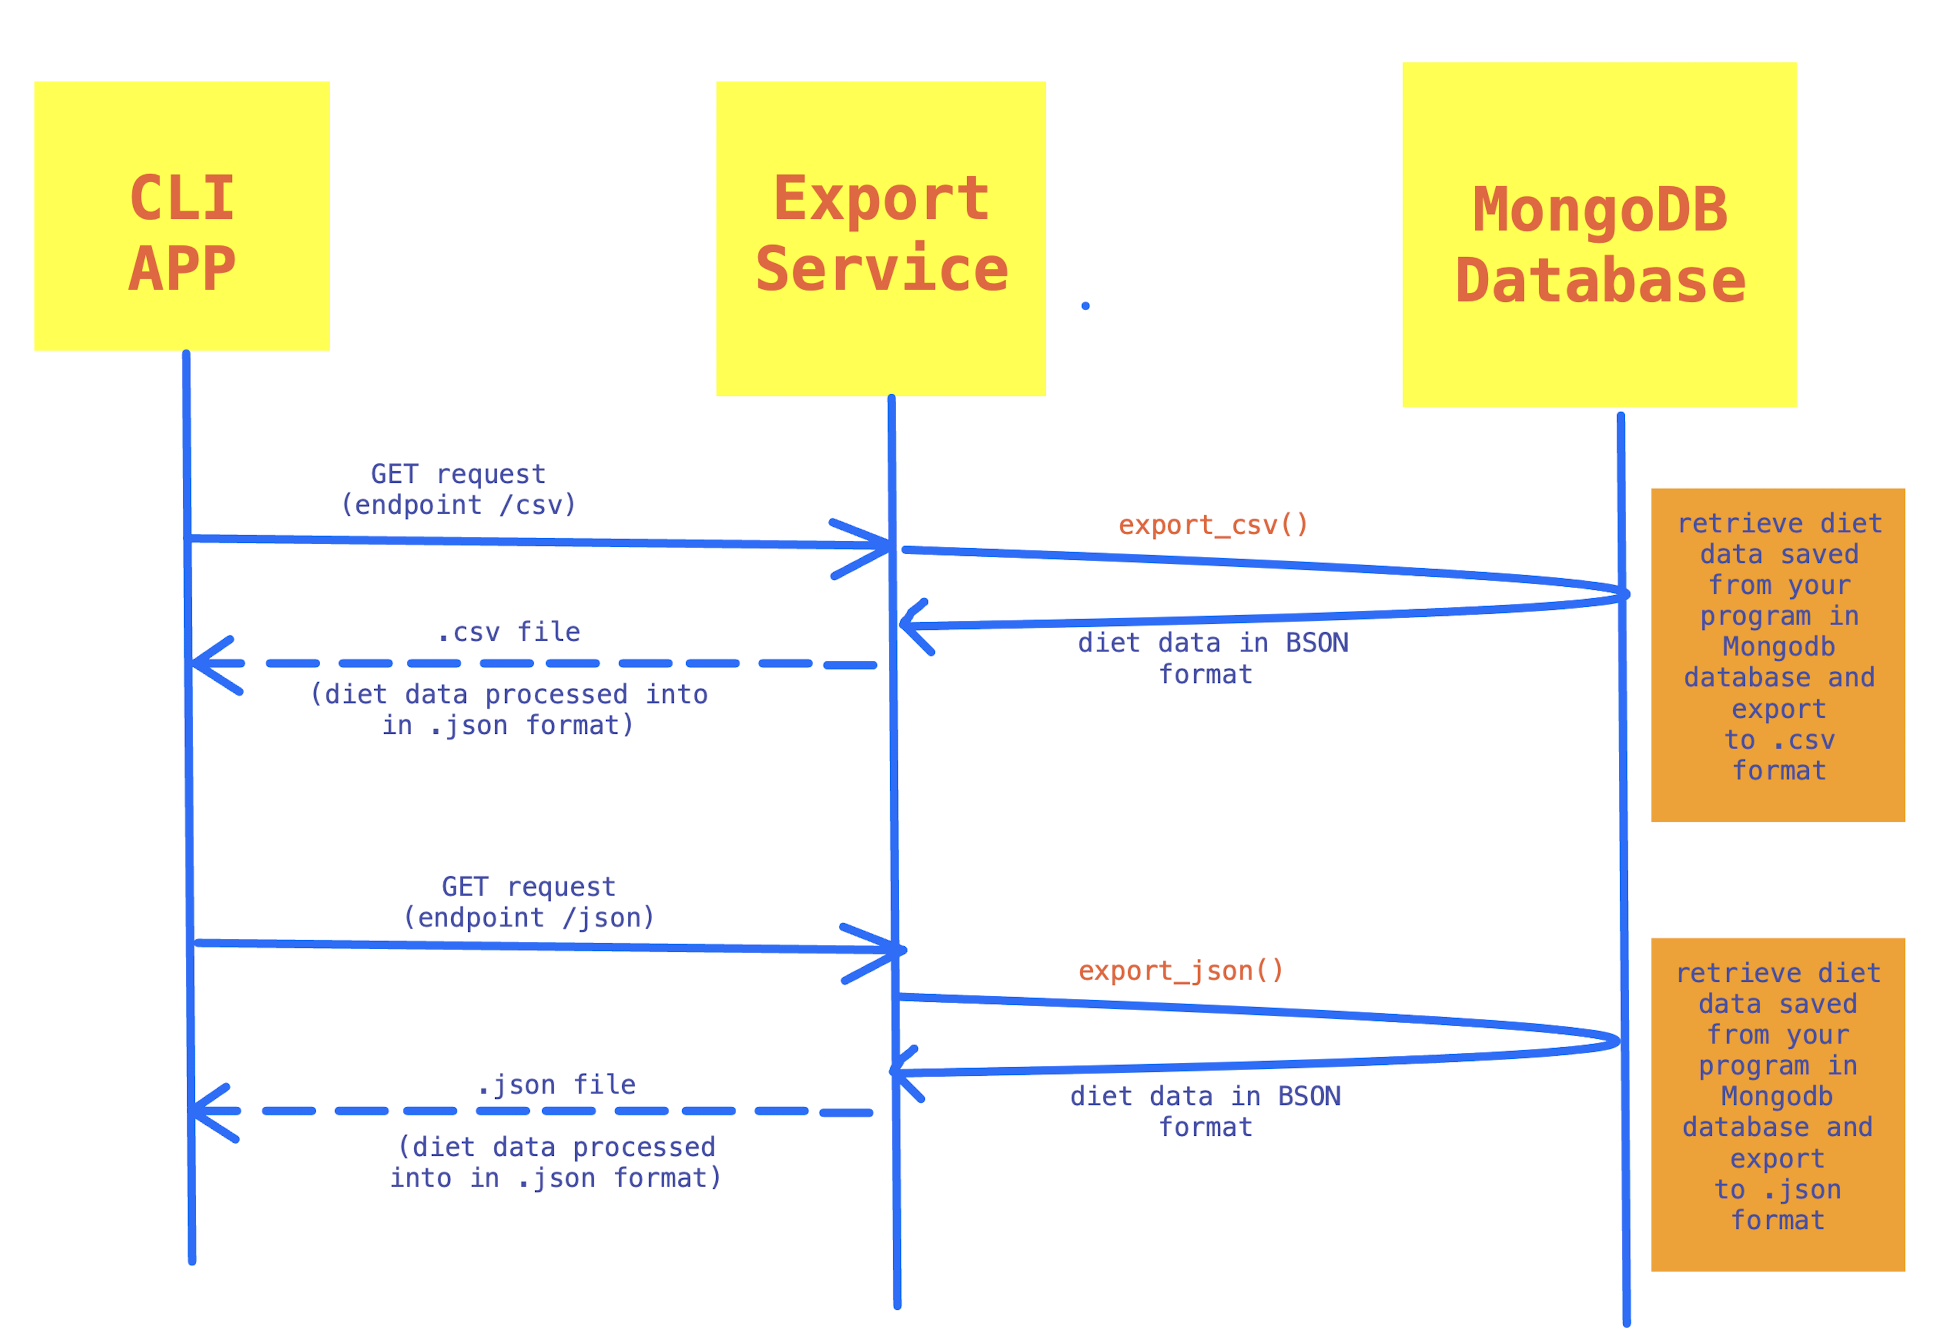 CLI
APP
Export
Service
MongoDB
Database
GET request
(endpoint /csv)
export_csv()
diet data in BSON
format
.csv file
(diet data processed into
in .json format)
retrieve diet
data saved
from your
program in
Mongodb
database and
export
to .csv
format
GET request
(endpoint /json)
export_json()
diet data in BSON
format
.json file
(diet data processed
into in .json format)
retrieve diet
data saved
from your
program in
Mongodb
database and
export
to .json
format